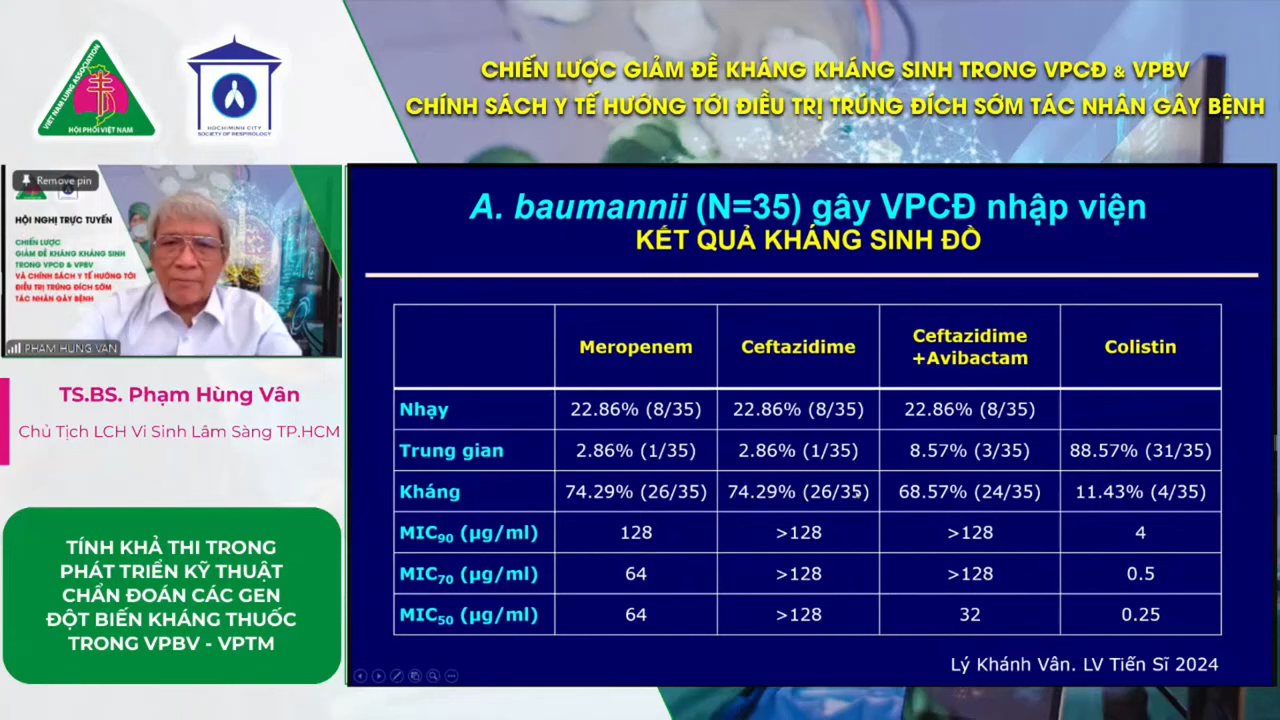 VIET NAM LUNG ASSOCIATION
HỘI PHỔI VIỆT NAM
HOCHIMINH CITY
SOCIETY OF RESPIROLOGY
CHIẾN LƯỢC GIẢM ĐỀ KHÁNG KHÁNG SINH TRONG VPCĐ & VPBV
CHÍNH SÁCH Y TẾ HƯỚNG TỚI ĐIỀU TRỊ TRÚNG ĐÍCH SỚM TÁC NHÂN GÂY BỆNH
Remove pin
HỘI NGHỊ TRỰC TUYẾN
CHIẾN LƯỢC
GIẢM ĐỀ KHÁNG KHÁNG SINH
TRONG VPCĐ & VPBV
VÀ CHÍNH SÁCH Y TẾ HƯỚNG TỚI
ĐIỀU TRỊ TRÚNG ĐÍCH SỚM
TÁC NHÂN GÂY BỆNH
PHAM HUNG VAN
TS.BS. Phạm Hùng Vân
Chủ Tịch LCH Vi Sinh Lâm Sàng TP.HCM
TÍNH KHẢ THI TRONG
PHÁT TRIỂN KỸ THUẬT
CHẨN ĐOÁN CÁC GEN
ĐỘT BIẾN KHÁNG THUỐC
TRONG VPBV - VPTM
A. baumannii (N=35) gây VPCĐ nhập viện
KẾT QUẢ KHÁNG SINH ĐỒ
Meropenem Ceftazidime Ceftazidime +Avibactam Colistin
Nhạy 22.86% (8/35) 22.86% (8/35) 22.86% (8/35)
Trung gian 2.86% (1/35) 2.86% (1/35) 8.57% (3/35) 88.57% (31/35)
Kháng 74.29% (26/35) 74.29% (26/35) 68.57% (24/35) 11.43% (4/35)
MIC90 (µg/ml) 128 >128 >128 4
MIC70 (µg/ml) 64 >128 >128 0.5
MIC50 (µg/ml) 64 >128 32 0.25
Lý Khánh Vân. LV Tiến Sĩ 2024